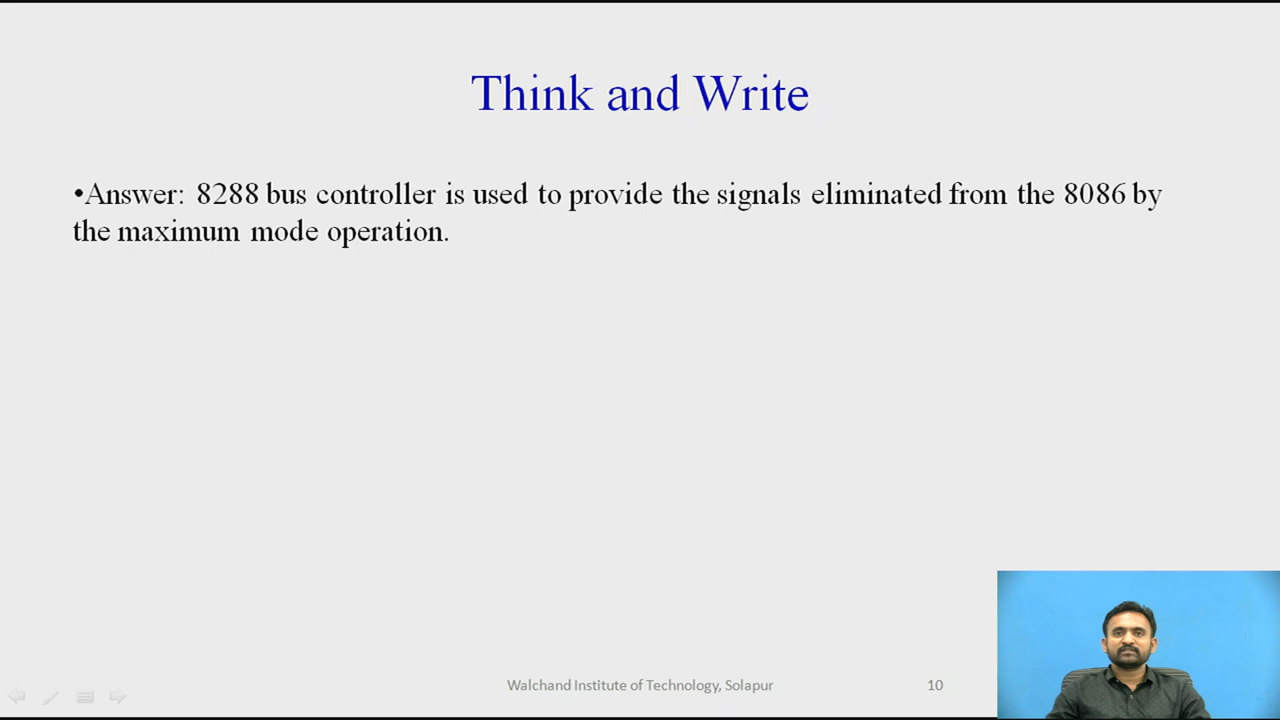 Think and Write
•Answer: 8288 bus controller is used to provide the signals eliminated from the 8086 by
the maximum mode operation.
Walchand Institute of Technology, Solapur
10